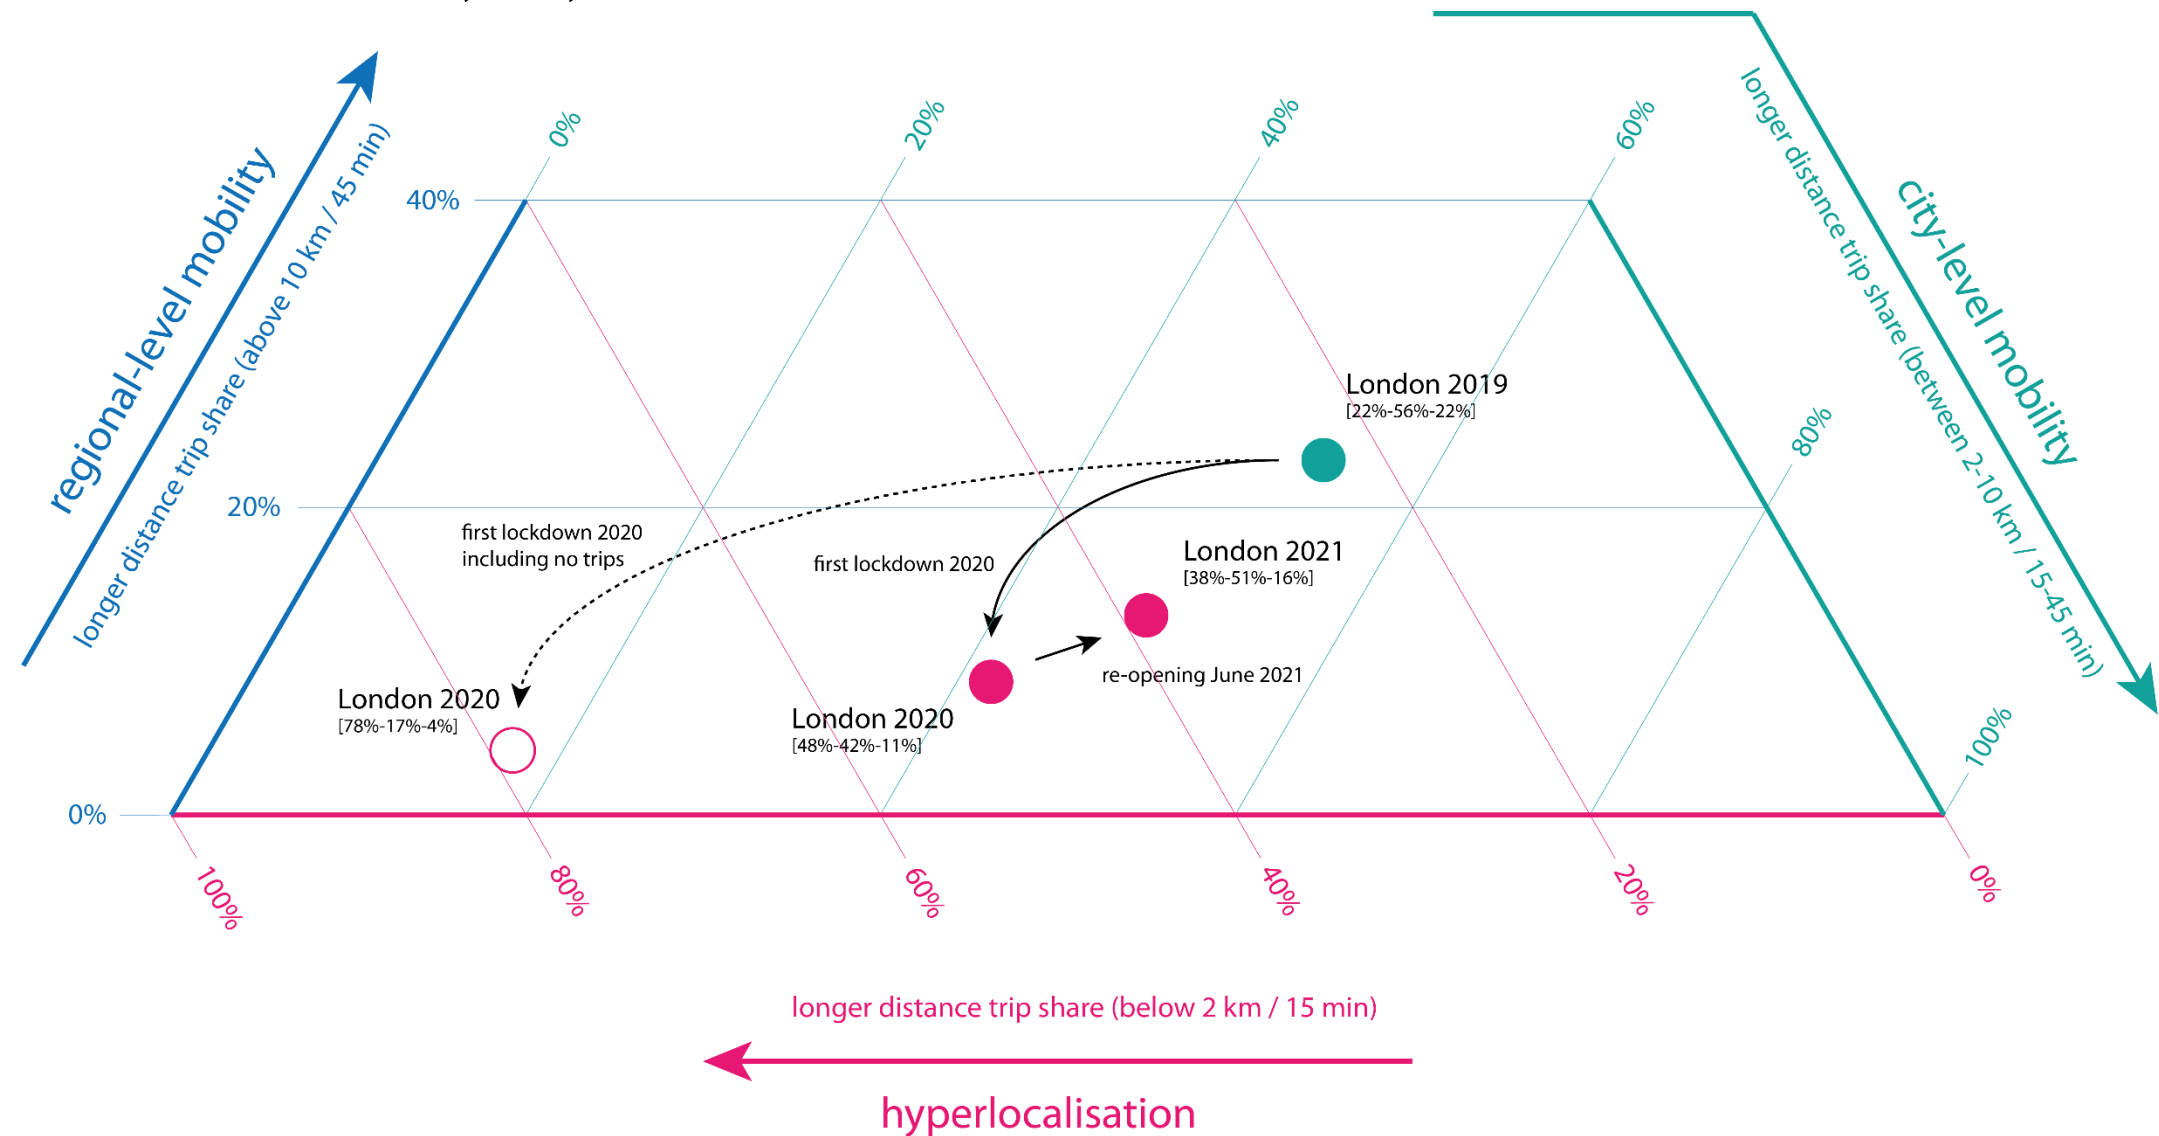 regional-level mobility
longer distance trip share (above 10 km / 45 min)
city-level mobility
longer distance trip share (between 2-10 km / 15-45 min)
0%
20%
40%
60%
80%
100%
40%
20%
0%
London 2019
[22%-56%-22%]
first lockdown 2020
including no trips
first lockdown 2020
London 2021
[38%-51%-16%]
re-opening June 2021
London 2020
[78%-17%-4%]
London 2020
[48%-42%-11%]
100%
80%
60%
40%
20%
0%
longer distance trip share (below 2 km / 15 min)
hyperlocalisation